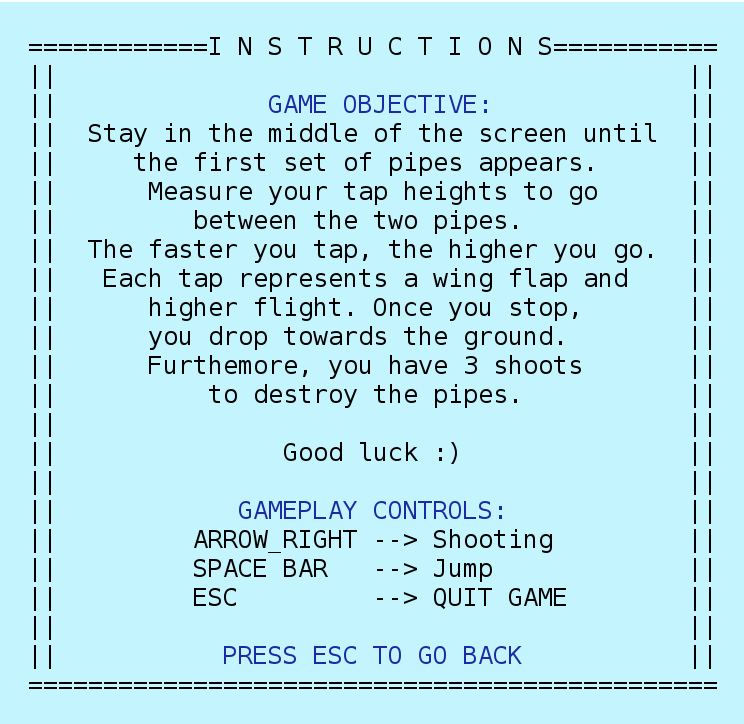 ============I N S T R U C T I O N S===========
||                                          ||
||              GAME OBJECTIVE:             ||
||  Stay in the middle of the screen until  ||
||     the first set of pipes appears.      ||
||      Measure your tap heights to go      ||
||         between the two pipes.           ||
||  The faster you tap, the higher you go.  ||
||   Each tap represents a wing flap and    ||
||      higher flight. Once you stop,       ||
||      you drop towards the ground.        ||
||      Furthemore, you have 3 shoots       ||
||          to destroy the pipes.           ||
||                                          ||
||               Good luck :)               ||
||                                          ||
||            GAMEPLAY CONTROLS:            ||
||         ARROW_RIGHT --> Shooting         ||
||         SPACE BAR   --> Jump             ||
||         ESC         --> QUIT GAME        ||
||                                          ||
||           PRESS ESC TO GO BACK           ||
==============================================